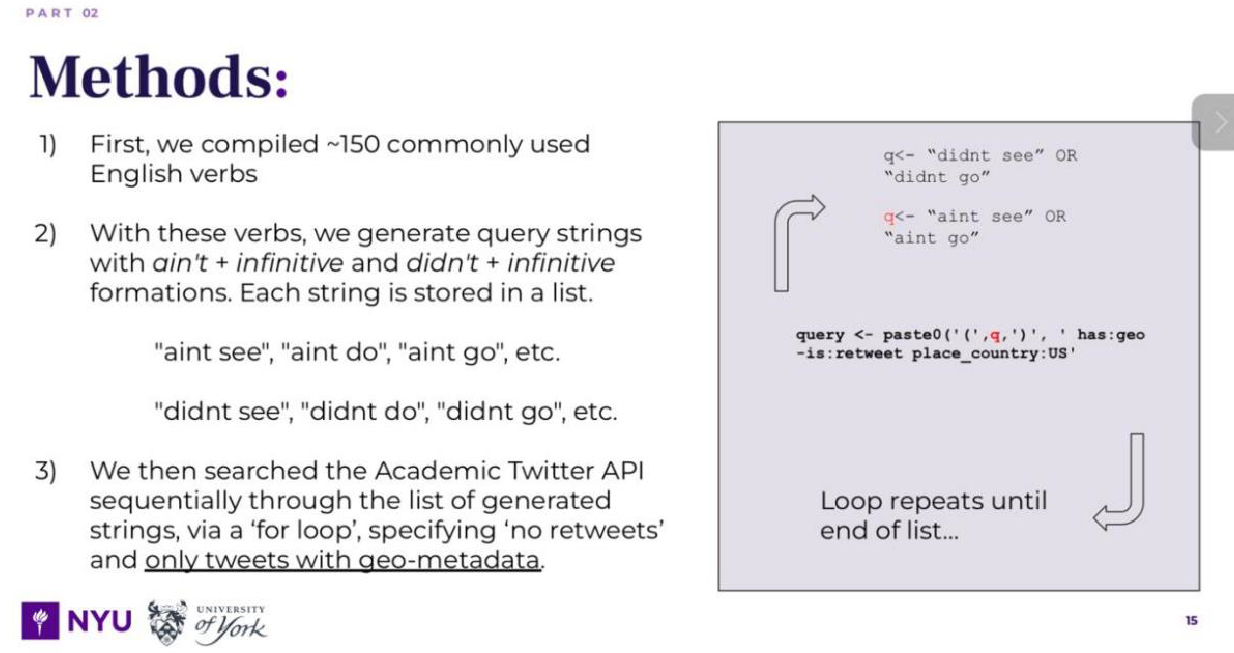 PART 02
Methods:
1) First, we compiled ~150 commonly used
English verbs
2) With these verbs, we generate query strings
with ain't + infinitive and didn't + infinitive
formations. Each string is stored in a list.
"aint see", "aint do", "aint go", etc.
"didnt see", "didnt do", "didnt go", etc.
3) We then searched the Academic Twitter API
sequentially through the list of generated
strings, via a ‘for loop’, specifying ‘no retweets’
and only tweets with geo-metadata.
q<- “didnt see” OR
“didnt go”
q<- “aint see” OR
“aint go”
query <- paste0('(',q,')', ' has:geo
-is:retweet place_country:US'
Loop repeats until
end of list...
NYU
UNIVERSITY
of York
15